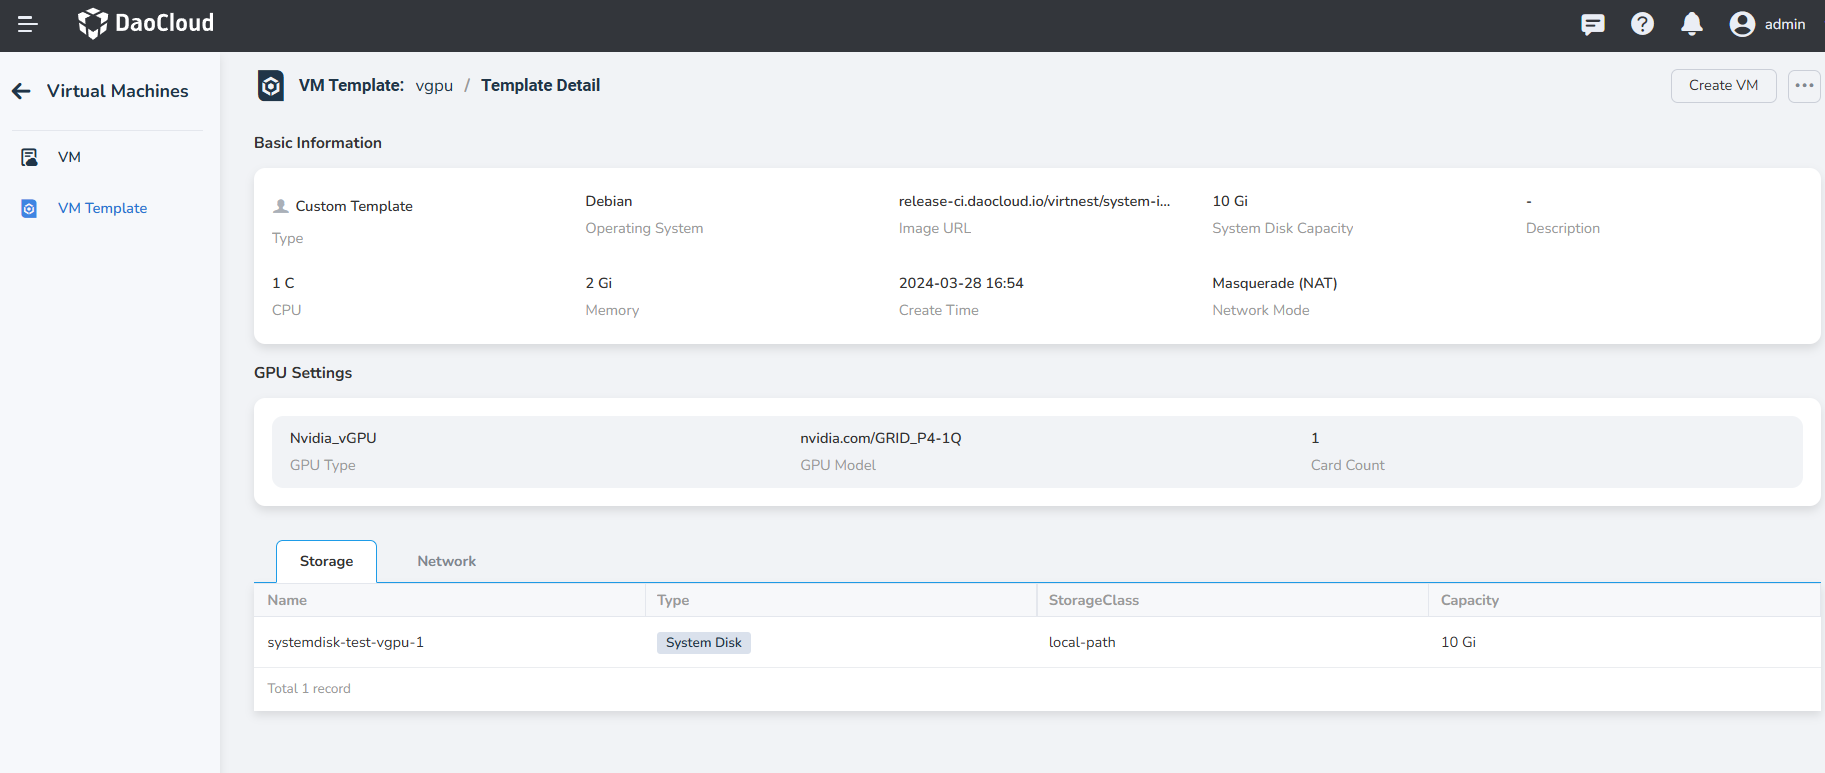 DaoCloud
admin
Virtual Machines
VM
VM Template
VM Template: vgpu / Template Detail
Create VM
Basic Information
Custom Template
Type
Debian
Operating System
release-ci.daocloud.io/virtnest/system-i...
Image URL
10 Gi
System Disk Capacity
-
Description
1 C
CPU
2 Gi
Memory
2024-03-28 16:54
Create Time
Masquerade (NAT)
Network Mode
GPU Settings
Nvidia_vGPU
GPU Type
nvidia.com/GRID_P4-1Q
GPU Model
1
Card Count
Storage Network
Name Type StorageClass Capacity
systemdisk-test-vgpu-1 System Disk local-path 10 Gi
Total 1 record